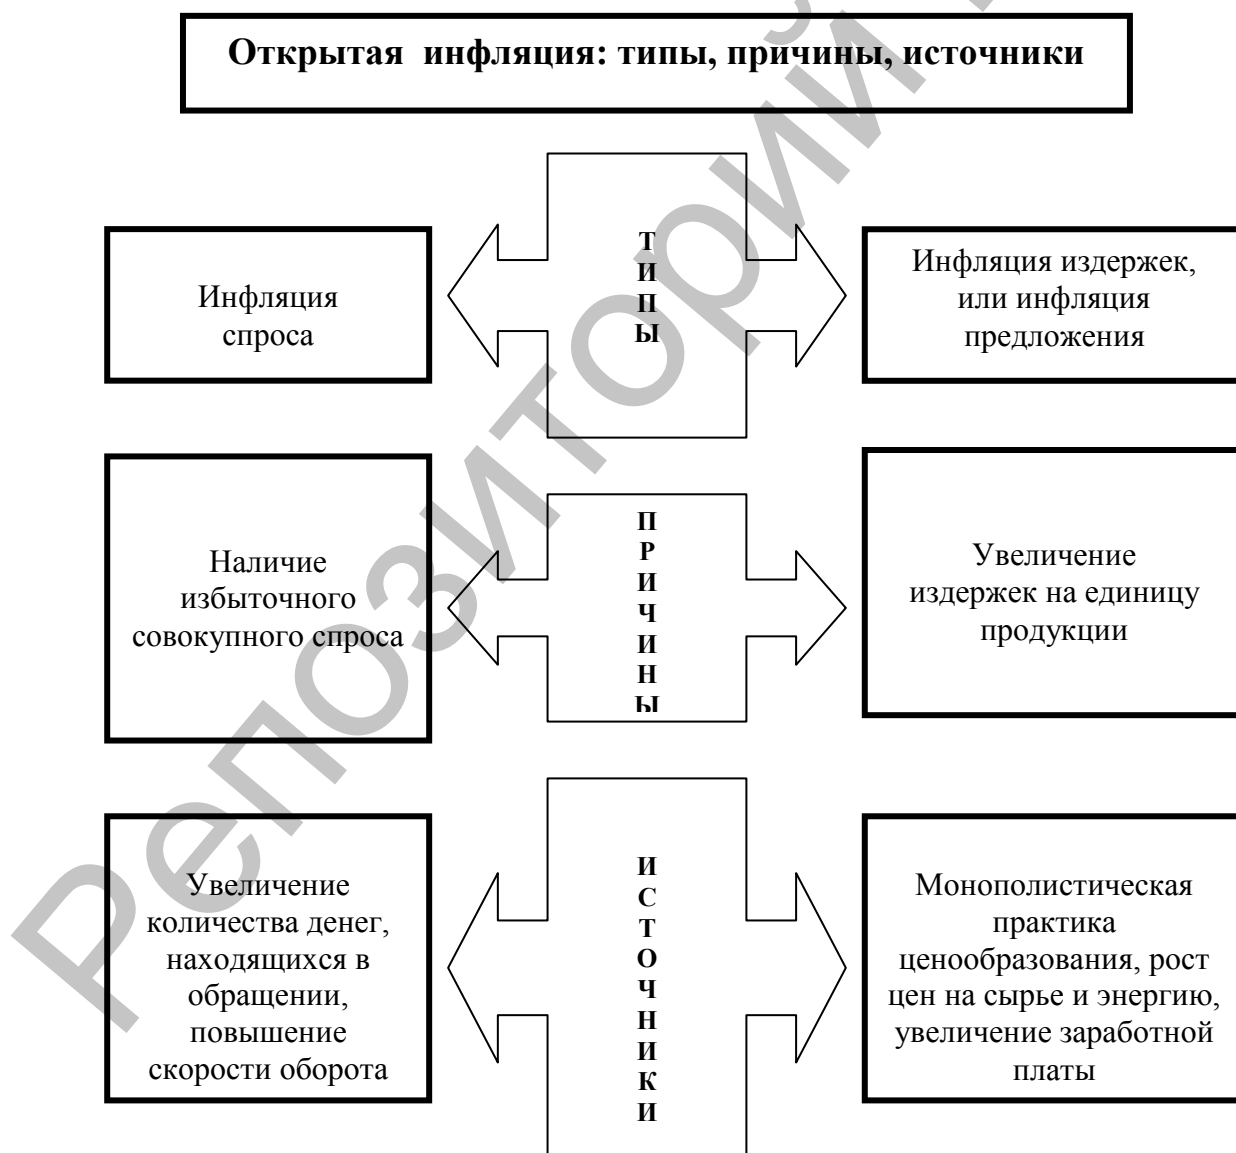 Открытая инфляция: типы, причины, источники
Инфляция
спроса
Т
И
П
Ы
Инфляция издержек,
или инфляция
предложения
Наличие
избыточного
совокупного спроса
П
Р
И
Ч
И
Н
Ы
Увеличение
издержек на единицу
продукции
Увеличение
количества денег,
находящихся в
обращении,
повышение
скорости оборота
И
С
Т
О
Ч
Н
И
К
И
Монополистическая
практика
ценообразования, рост
цен на сырье и энергию,
увеличение заработной
платы
Репозиторий